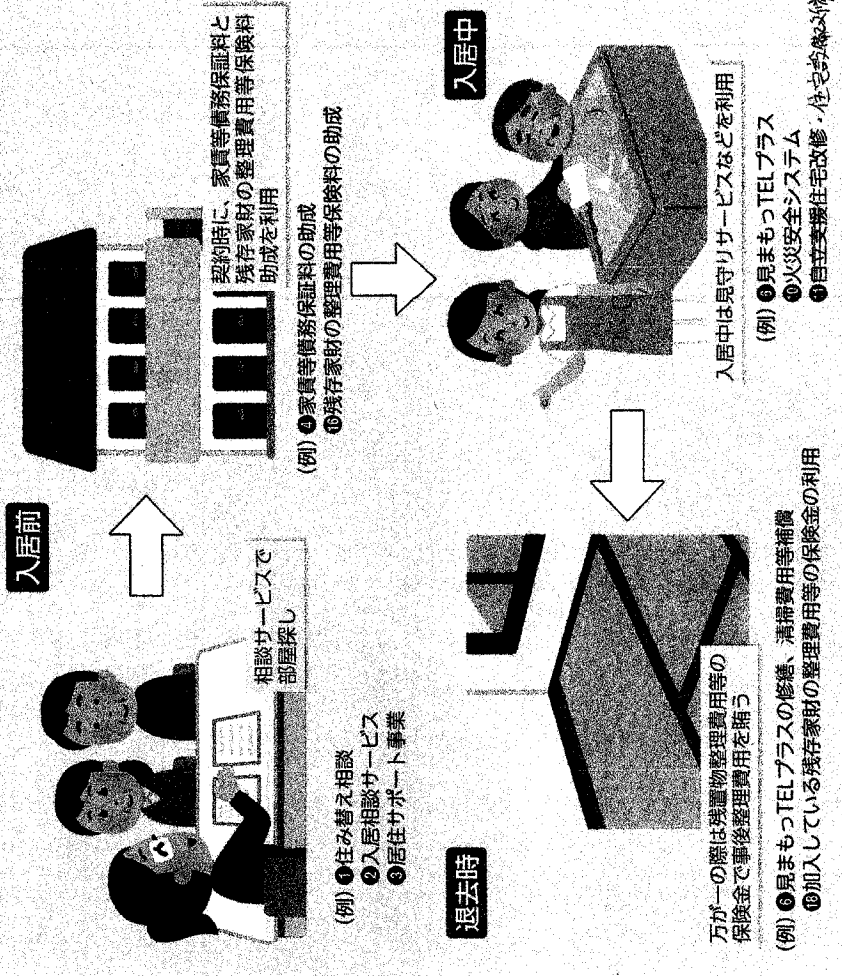 入居前
相談サービスで
部屋探し
(例) ❶住み替え相談
❷入居相談サービス
❸居住サポート事業
契約時に、家賃等債務保証料と
残存家財の整理費用等保険料
助成を利用
(例) ❹家賃等債務保証料の助成
⓰残存家財の整理費用等保険料の助成
入居中
入居中は見守りサービスなどを利用
(例) ❻見まもっTELプラス
❿火災安全システム
⓫自立支援住宅改修・住宅設備改修
退去時
万が一の際は残置物整理費用等の
保険金で事後整理費用を賄う
(例) ❻見まもっTELプラスの修繕、清掃費用等補償
⓲加入している残存家財の整理費用等の保険金の利用